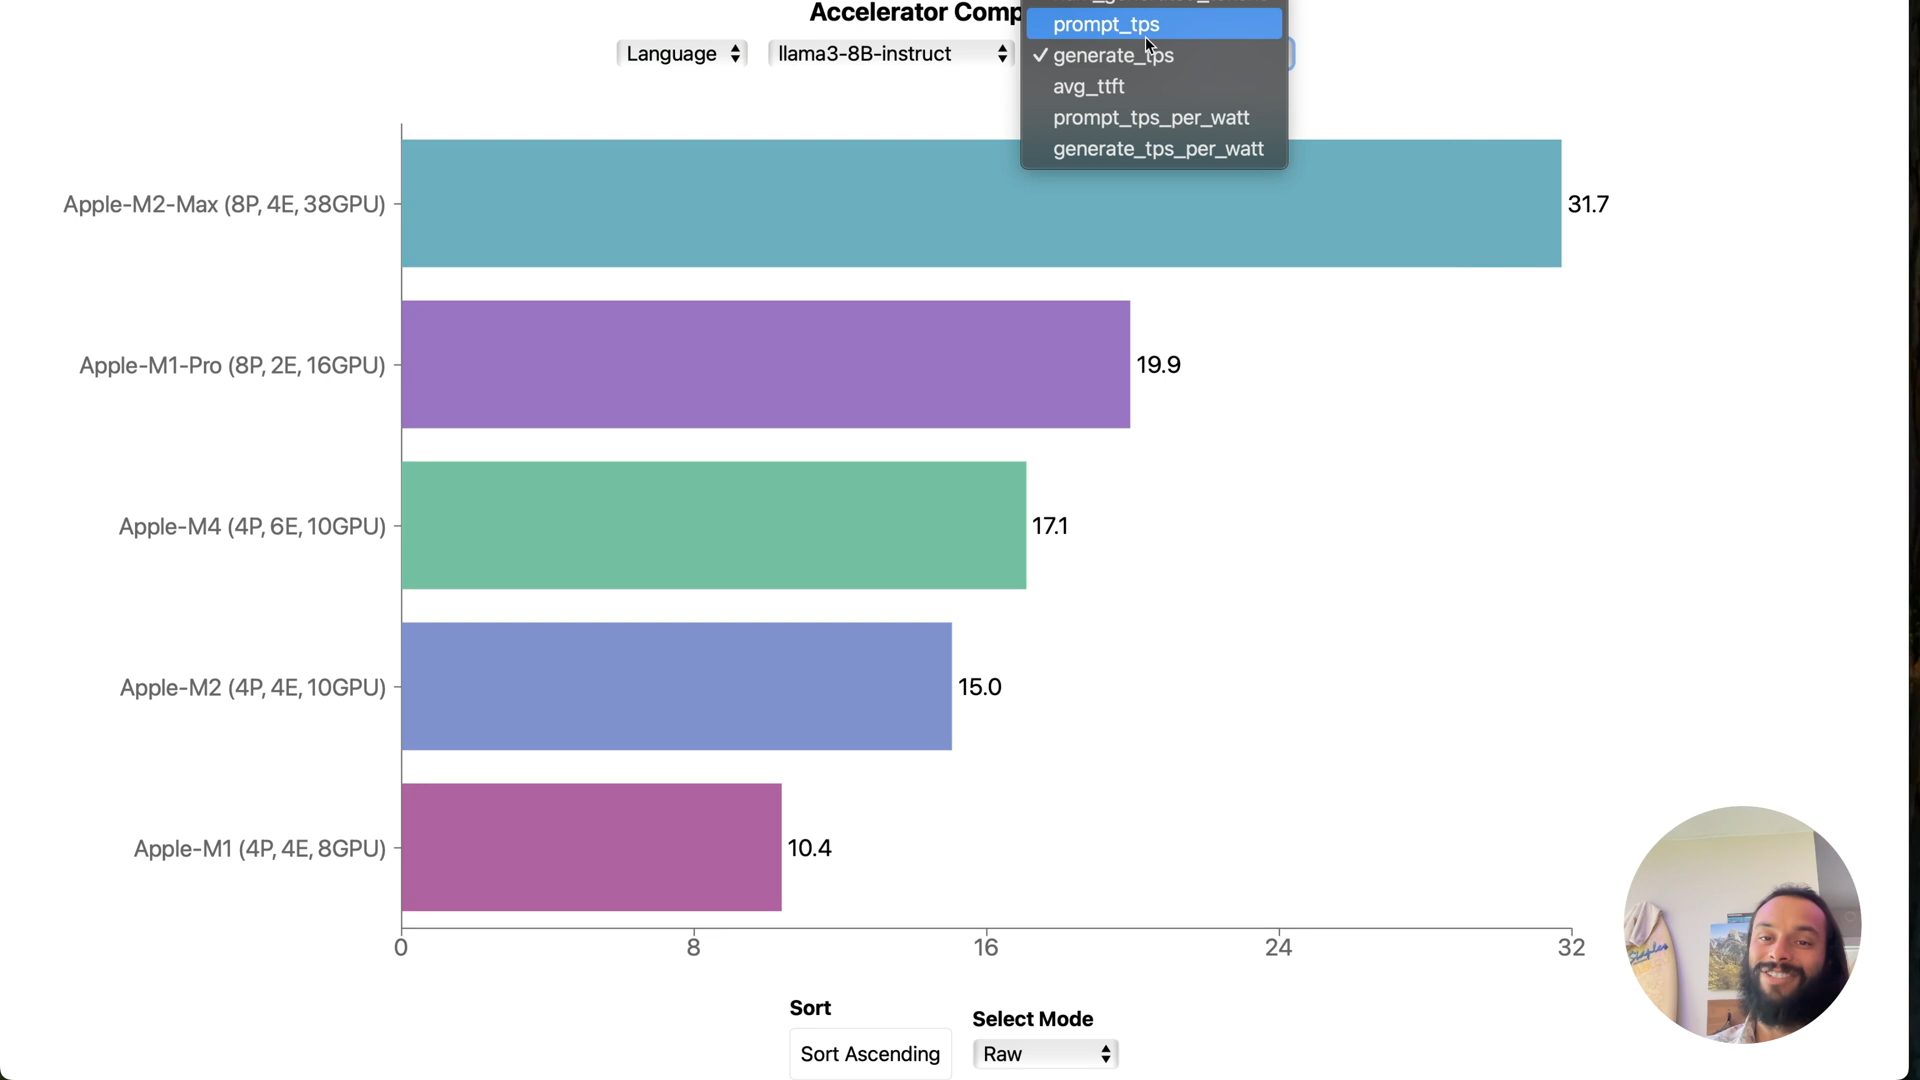 Accelerator Comp
prompt_tps
Language
llama3-8B-instruct
✓ generate_tps
avg_ttft
prompt_tps_per_watt
generate_tps_per_watt
Apple-M2-Max (8P, 4E, 38GPU)
31.7
Apple-M1-Pro (8P, 2E, 16GPU)
19.9
Apple-M4 (4P, 6E, 10GPU)
17.1
Apple-M2 (4P, 4E, 10GPU)
15.0
Apple-M1 (4P, 4E, 8GPU)
10.4
0 8 16 24 32
Sort
Select Mode
Sort Ascending
Raw